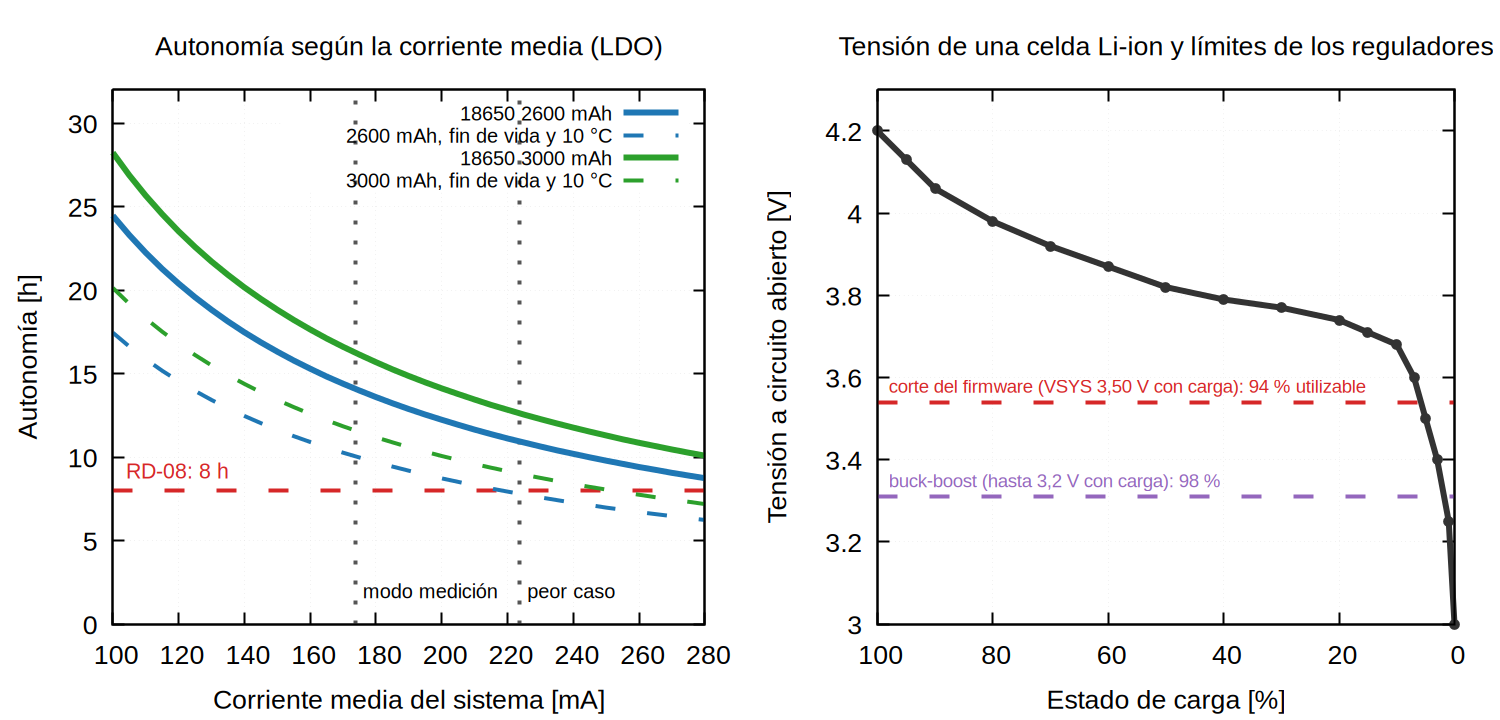 Autonomía según la corriente media (LDO)
30
25
20
15
10
5
0
Autonomía [h]
18650 2600 mAh
2600 mAh, fin de vida y 10 °C
18650 3000 mAh
3000 mAh, fin de vida y 10 °C
RD-08: 8 h
modo medición
peor caso
100 120 140 160 180 200 220 240 260 280
Corriente media del sistema [mA]
Tensión de una celda Li-ion y límites de los reguladores
4.2
4
3.8
3.6
3.4
3.2
3
Tensión a circuito abierto [V]
corte del firmware (VSYS 3,50 V con carga): 94 % utilizable
buck-boost (hasta 3,2 V con carga): 98 %
100 80 60 40 20 0
Estado de carga [%]